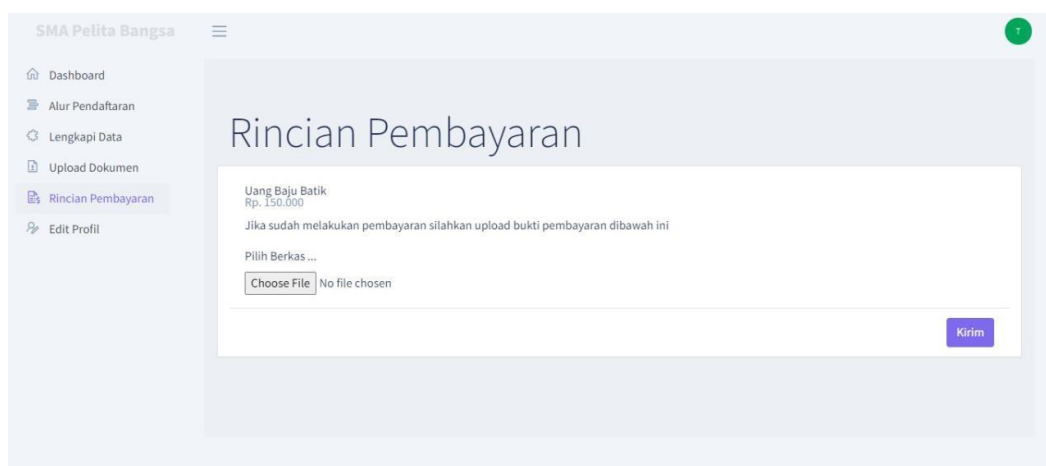 SMA Pelita Bangsa
T
Dashboard
Alur Pendaftaran
Lengkapi Data
Upload Dokumen
Rincian Pembayaran
Edit Profil
Rincian Pembayaran
Uang Baju Batik
Rp. 150.000
Jika sudah melakukan pembayaran silahkan upload bukti pembayaran dibawah ini
Pilih Berkas ...
Choose File No file chosen
Kirim